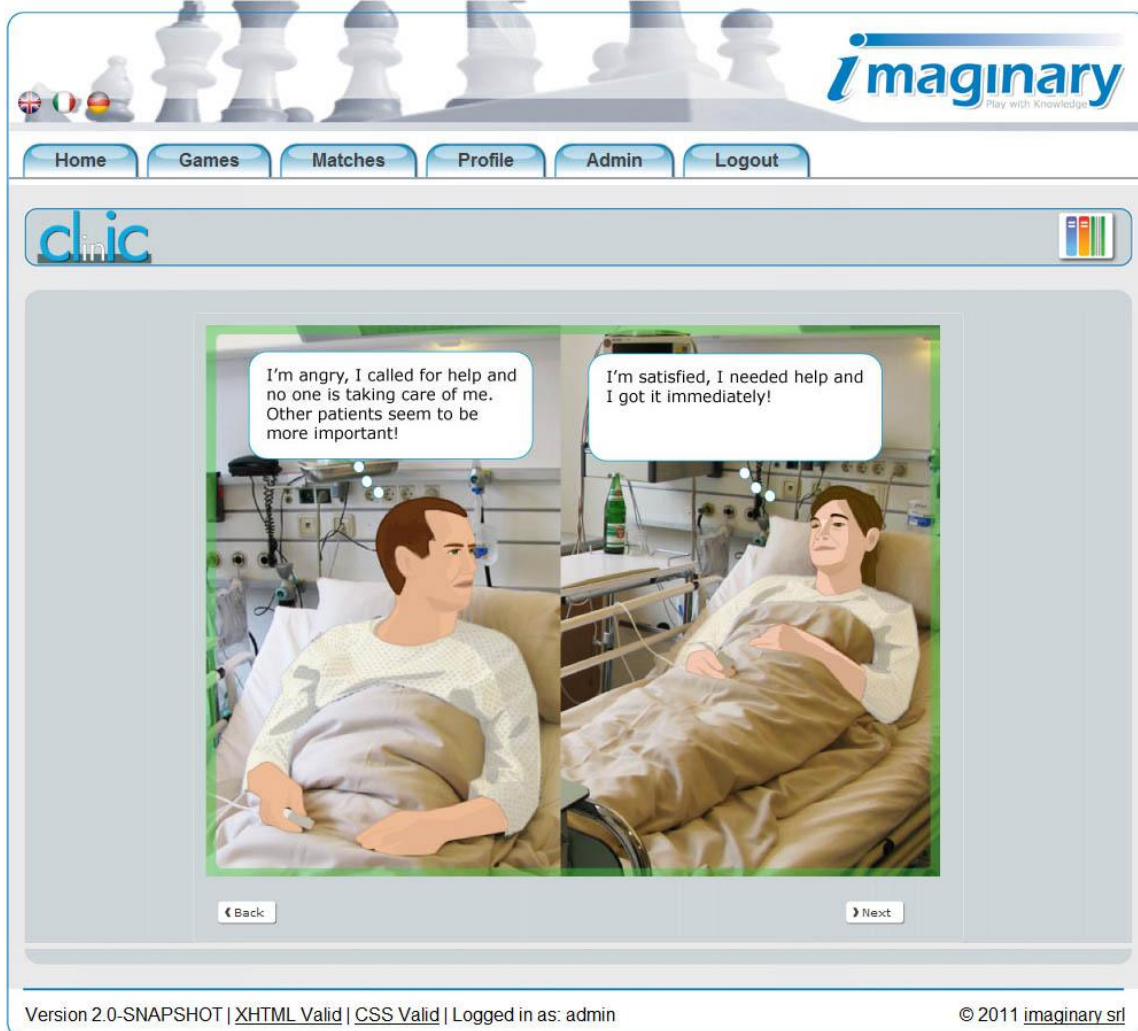 imaginary
Play with Knowledge
Home Games Matches Profile Admin Logout
clinic
I'm angry, I called for help and
no one is taking care of me.
Other patients seem to be
more important!
I'm satisfied, I needed help and
I got it immediately!
Back Next
Version 2.0-SNAPSHOT | XHTML Valid | CSS Valid | Logged in as: admin © 2011 imaginary srl